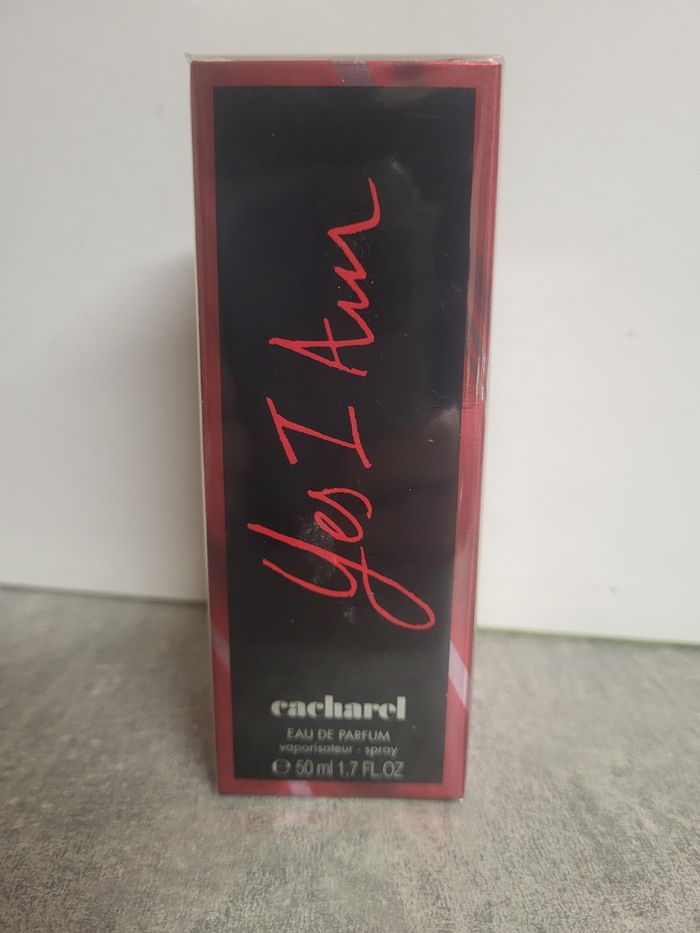 Yes I Am
cacharel
EAU DE PARFUM
vaporisateur - spray
℮ 50 ml 1.7 FL.OZ